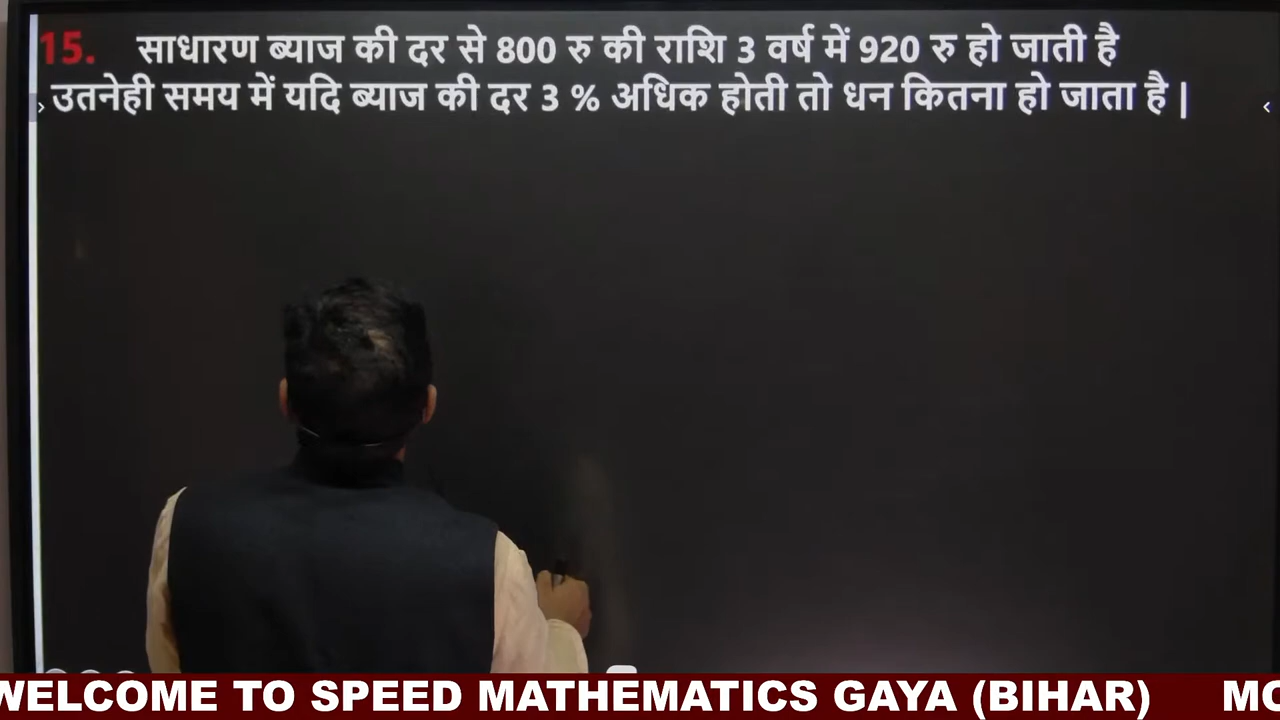 15. साधारण ब्याज की दर से 800 रु की राशि 3 वर्ष में 920 रु हो जाती है
उतनेही समय में यदि ब्याज की दर 3 % अधिक होती तो धन कितना हो जाता है |
WELCOME TO SPEED MATHEMATICS GAYA (BIHAR) MO